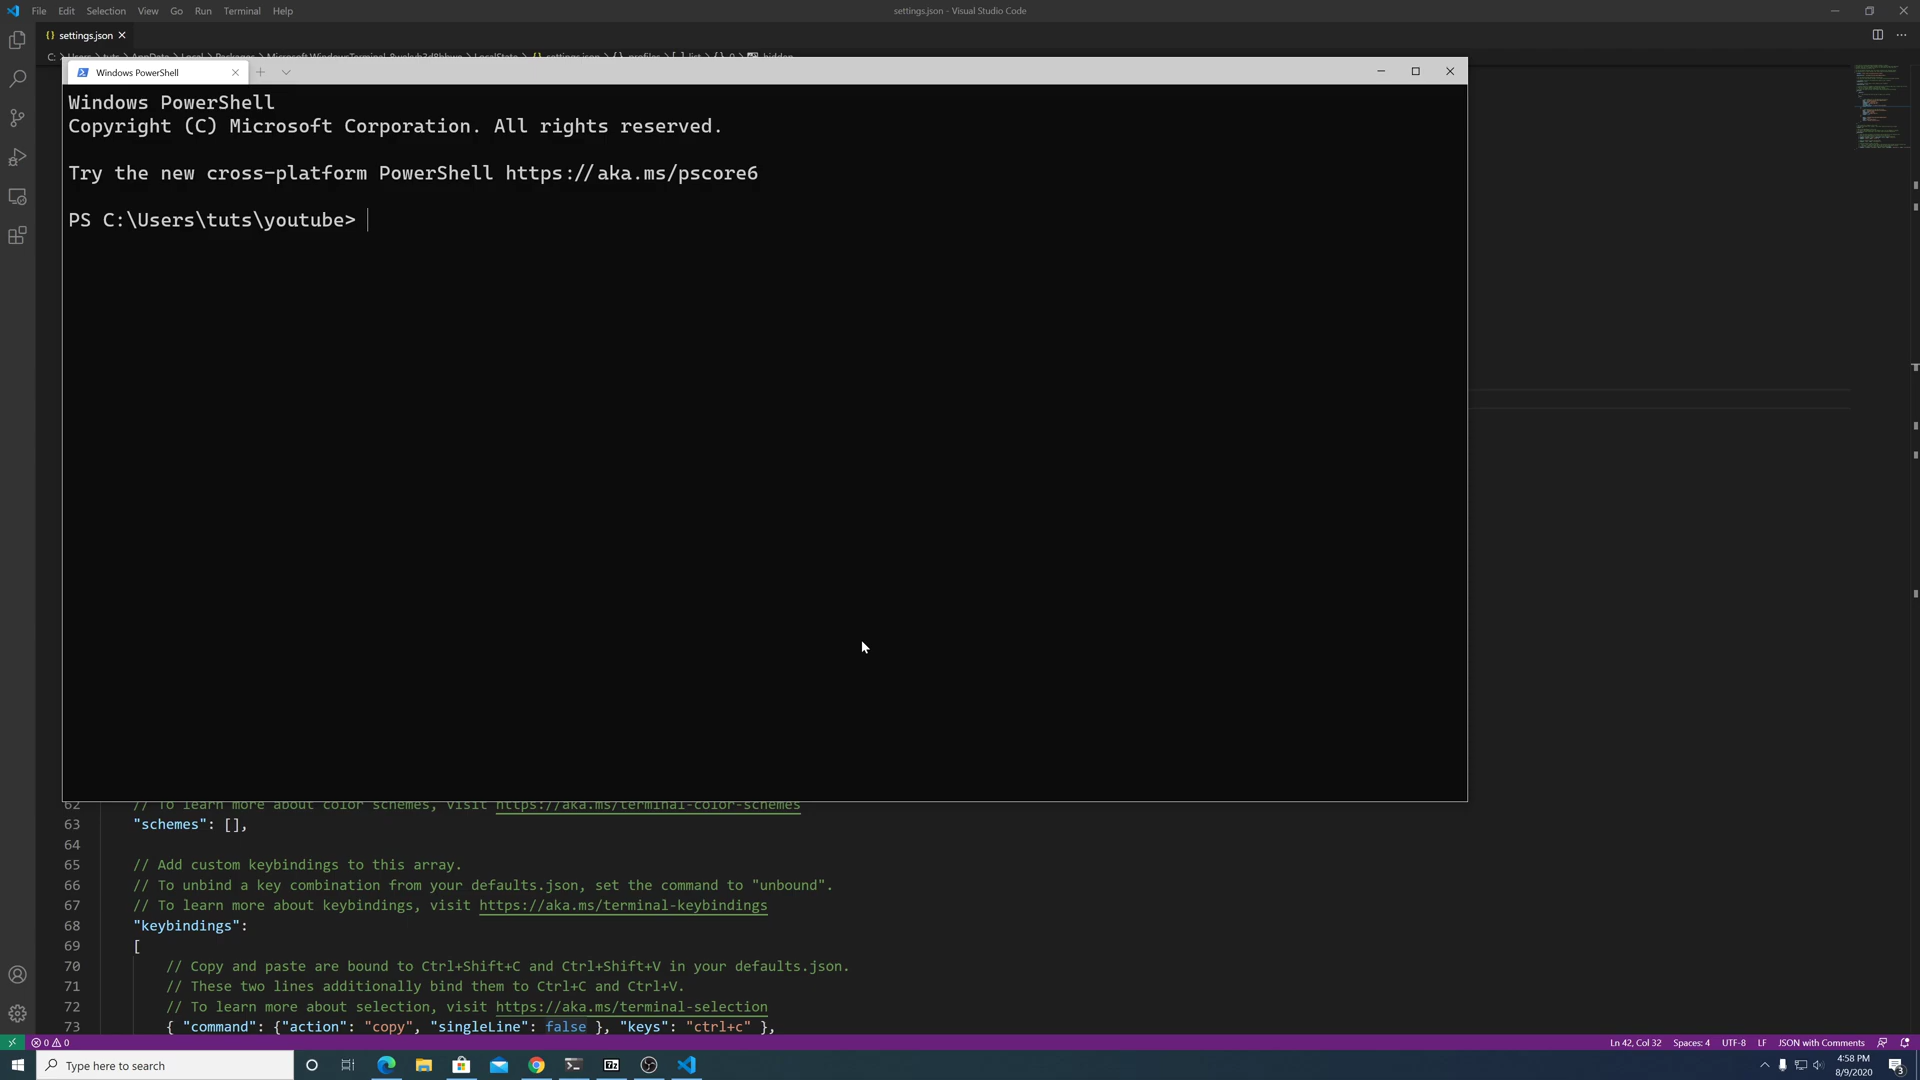 File Edit Selection View Go Run Terminal Help
settings.json - Visual Studio Code
{} settings.json
Windows PowerShell
Windows PowerShell
Copyright (C) Microsoft Corporation. All rights reserved.
Try the new cross-platform PowerShell https://aka.ms/pscore6
PS C:\Users\tuts\youtube>
62 // To learn more about color schemes, visit https://aka.ms/terminal-color-schemes
63 "schemes": [],
64
65 // Add custom keybindings to this array.
66 // To unbind a key combination from your defaults.json, set the command to "unbound".
67 // To learn more about keybindings, visit https://aka.ms/terminal-keybindings
68 "keybindings":
69 [
70 // Copy and paste are bound to Ctrl+Shift+C and Ctrl+Shift+V in your defaults.json.
71 // These two lines additionally bind them to Ctrl+C and Ctrl+V.
72 // To learn more about selection, visit https://aka.ms/terminal-selection
73 { "command": {"action": "copy", "singleLine": false }, "keys": "ctrl+c" },
0 0
Ln 42, Col 32 Spaces: 4 UTF-8 LF JSON with Comments
Type here to search
4:58 PM
8/9/2020
3